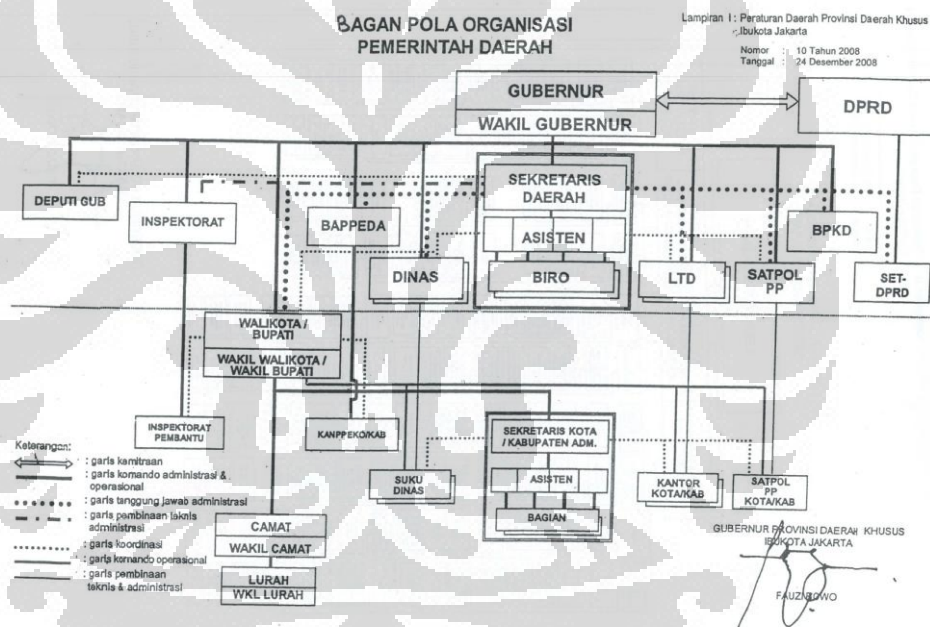 BAGAN POLA ORGANISASI
PEMERINTAH DAERAH
Lampiran I : Peraturan Daerah Provinsi Daerah Khusus
Ibukota Jakarta
Nomor : 10 Tahun 2008
Tanggal : 24 Desember 2008
GUBERNUR
WAKIL GUBERNUR
DPRD
DEPUTI GUB
INSPEKTORAT
BAPPEDA
DINAS
SEKRETARIS
DAERAH
ASISTEN
BIRO
LTD
SATPOL
PP
BPKD
SET-
DPRD
WALIKOTA /
BUPATI
WAKIL WALIKOTA /
WAKIL BUPATI
INSPEKTORAT
PEMBANTU
KANPPEKO/KAB
SEKRETARIS KOTA
/ KABUPATEN ADM.
ASISTEN
BAGIAN
SUKU
DINAS
KANTOR
KOTA/KAB
SATPOL
PP
KOTA/KAB
CAMAT
WAKIL CAMAT
LURAH
WKL LURAH
Keterangan:
: garis kemitraan
: garis komando administrasi &
operasional
: garis tanggung jawab administrasi
: garis pembinaan teknis
administrasi
: garis koordinasi
: garis komando operasional
: garis pembinaan
teknis & administrasi
GUBERNUR PROVINSI DAERAH KHUSUS
IBUKOTA JAKARTA
FAUZI BOWO